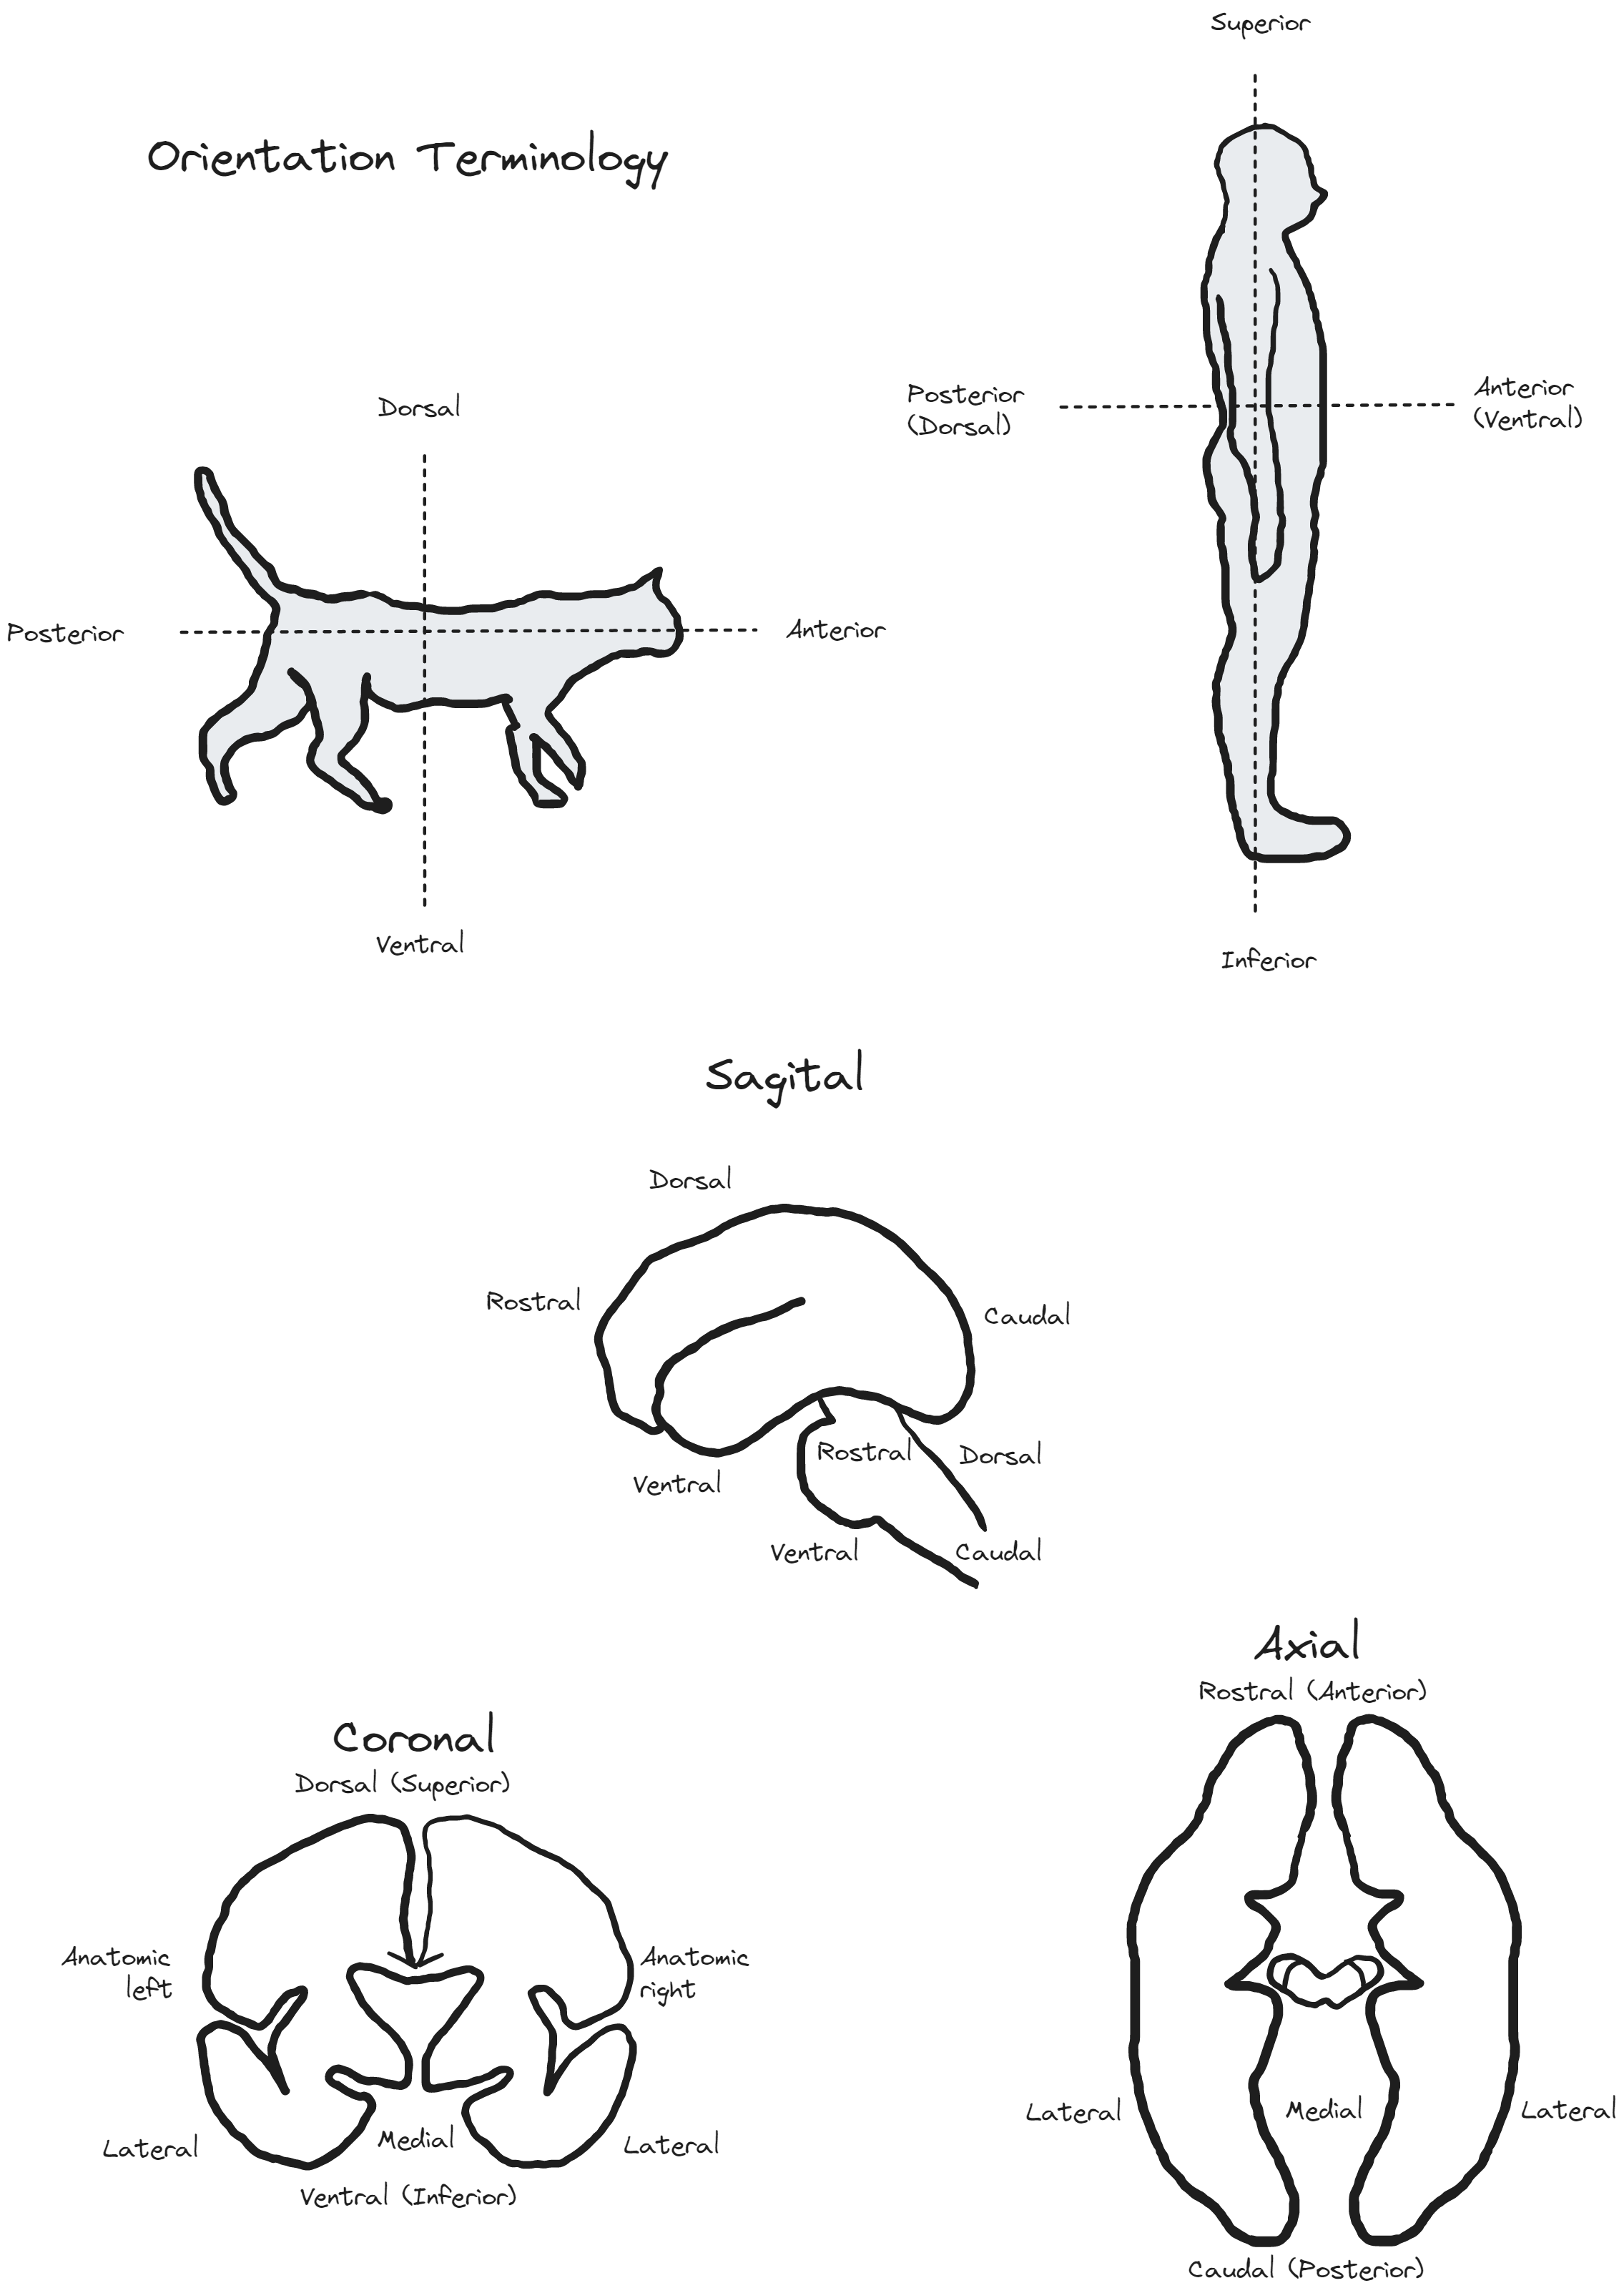 Superior
Orientation Terminology
Posterior
(Dorsal)
Anterior
(Ventral)
Dorsal
Posterior
Anterior
Ventral
Inferior
Sagital
Dorsal
Rostral
Caudal
Rostral
Dorsal
Ventral
Ventral
Caudal
Coronal
Dorsal (Superior)
Anatomic
left
Anatomic
right
Lateral
Medial
Lateral
Ventral (Inferior)
Axial
Rostral (Anterior)
Lateral
Medial
Lateral
Caudal (Posterior)